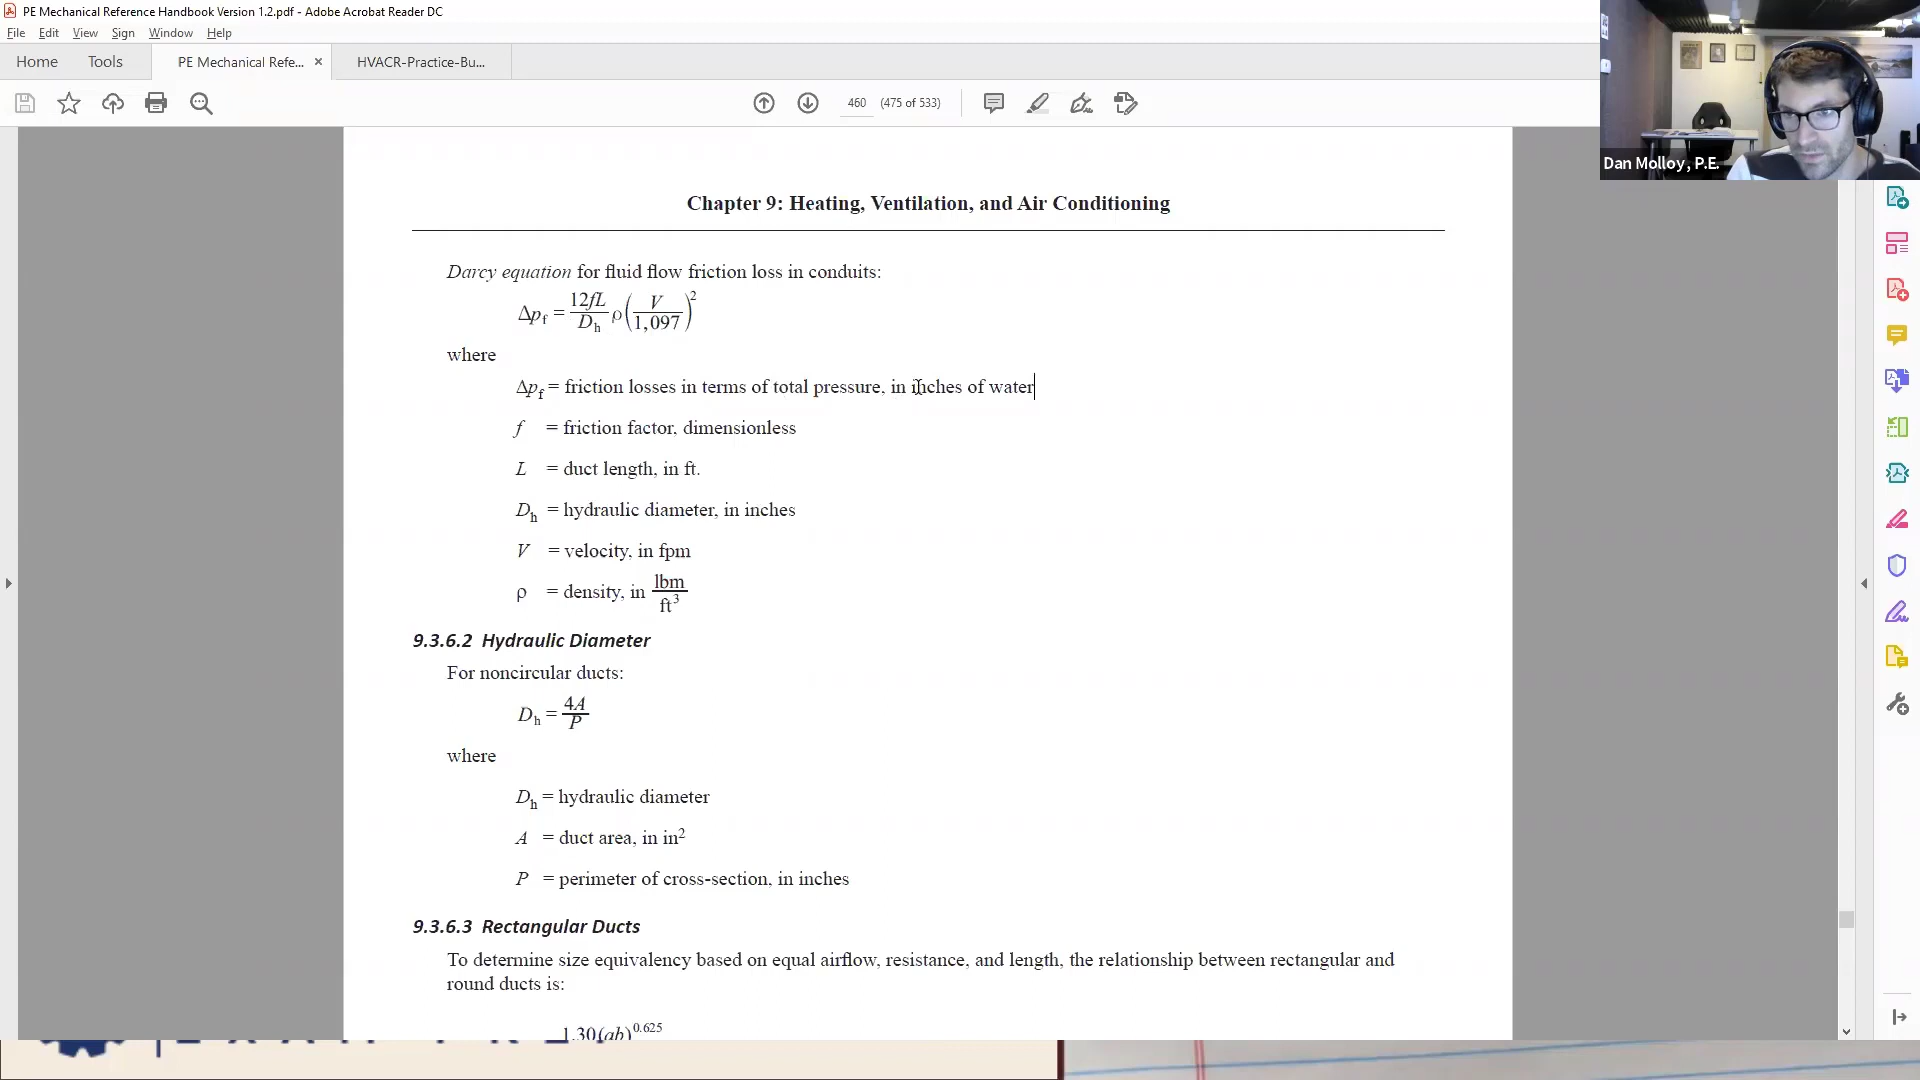 PE Mechanical Reference Handbook Version 1.2.pdf - Adobe Acrobat Reader DC
File Edit View Sign Window Help
Home Tools PE Mechanical Refe... × HVACR-Practice-Bu...
460 (475 of 533)
Dan Molloy, P.E.
Chapter 9: Heating, Ventilation, and Air Conditioning
Darcy equation for fluid flow friction loss in conduits:
Δp_f = 12fL/D_h ρ (V/1,097)²
where
Δp_f = friction losses in terms of total pressure, in inches of water
f = friction factor, dimensionless
L = duct length, in ft.
D_h = hydraulic diameter, in inches
V = velocity, in fpm
ρ = density, in lbm/ft³
9.3.6.2 Hydraulic Diameter
For noncircular ducts:
D_h = 4A/P
where
D_h = hydraulic diameter
A = duct area, in in²
P = perimeter of cross-section, in inches
9.3.6.3 Rectangular Ducts
To determine size equivalency based on equal airflow, resistance, and length, the relationship between rectangular and
round ducts is:
1.30(ab)^0.625